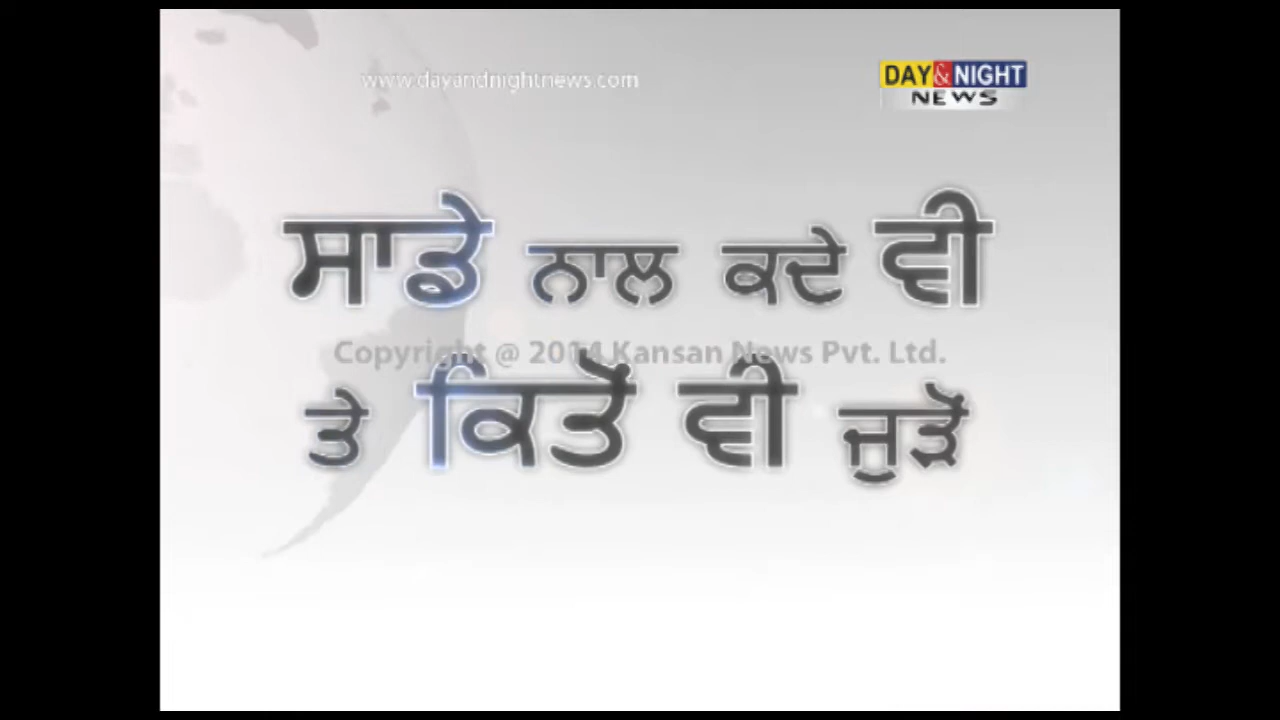 www.dayandnightnews.com
DAY & NIGHT
NEWS
ਸਾਡੇ ਨਾਲ ਕਦੇ ਵੀ
Copyright @ 2014 Kansan News Pvt. Ltd.
ਤੇ ਕਿਤੋਂ ਵੀ ਜੁੜੋਂ